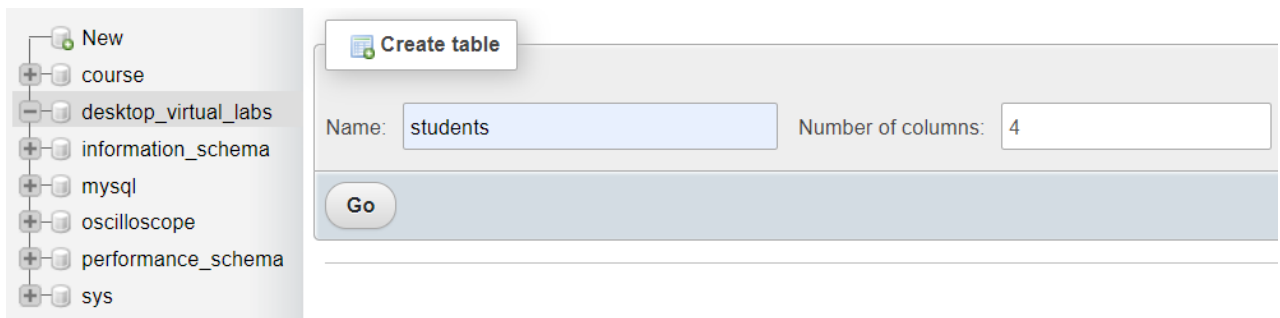 New
course
desktop_virtual_labs
information_schema
mysql
oscilloscope
performance_schema
sys
Create table
Name: students Number of columns: 4
Go